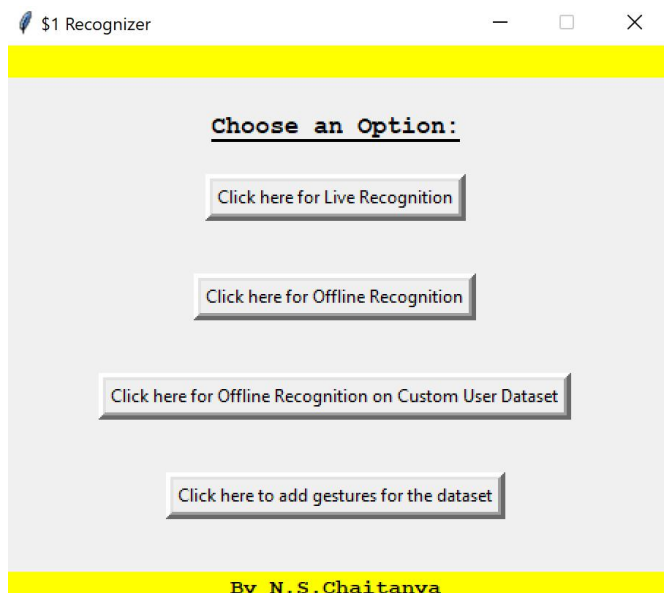 $1 Recognizer
Choose an Option:
Click here for Live Recognition
Click here for Offline Recognition
Click here for Offline Recognition on Custom User Dataset
Click here to add gestures for the dataset
By N.S.Chaitanya